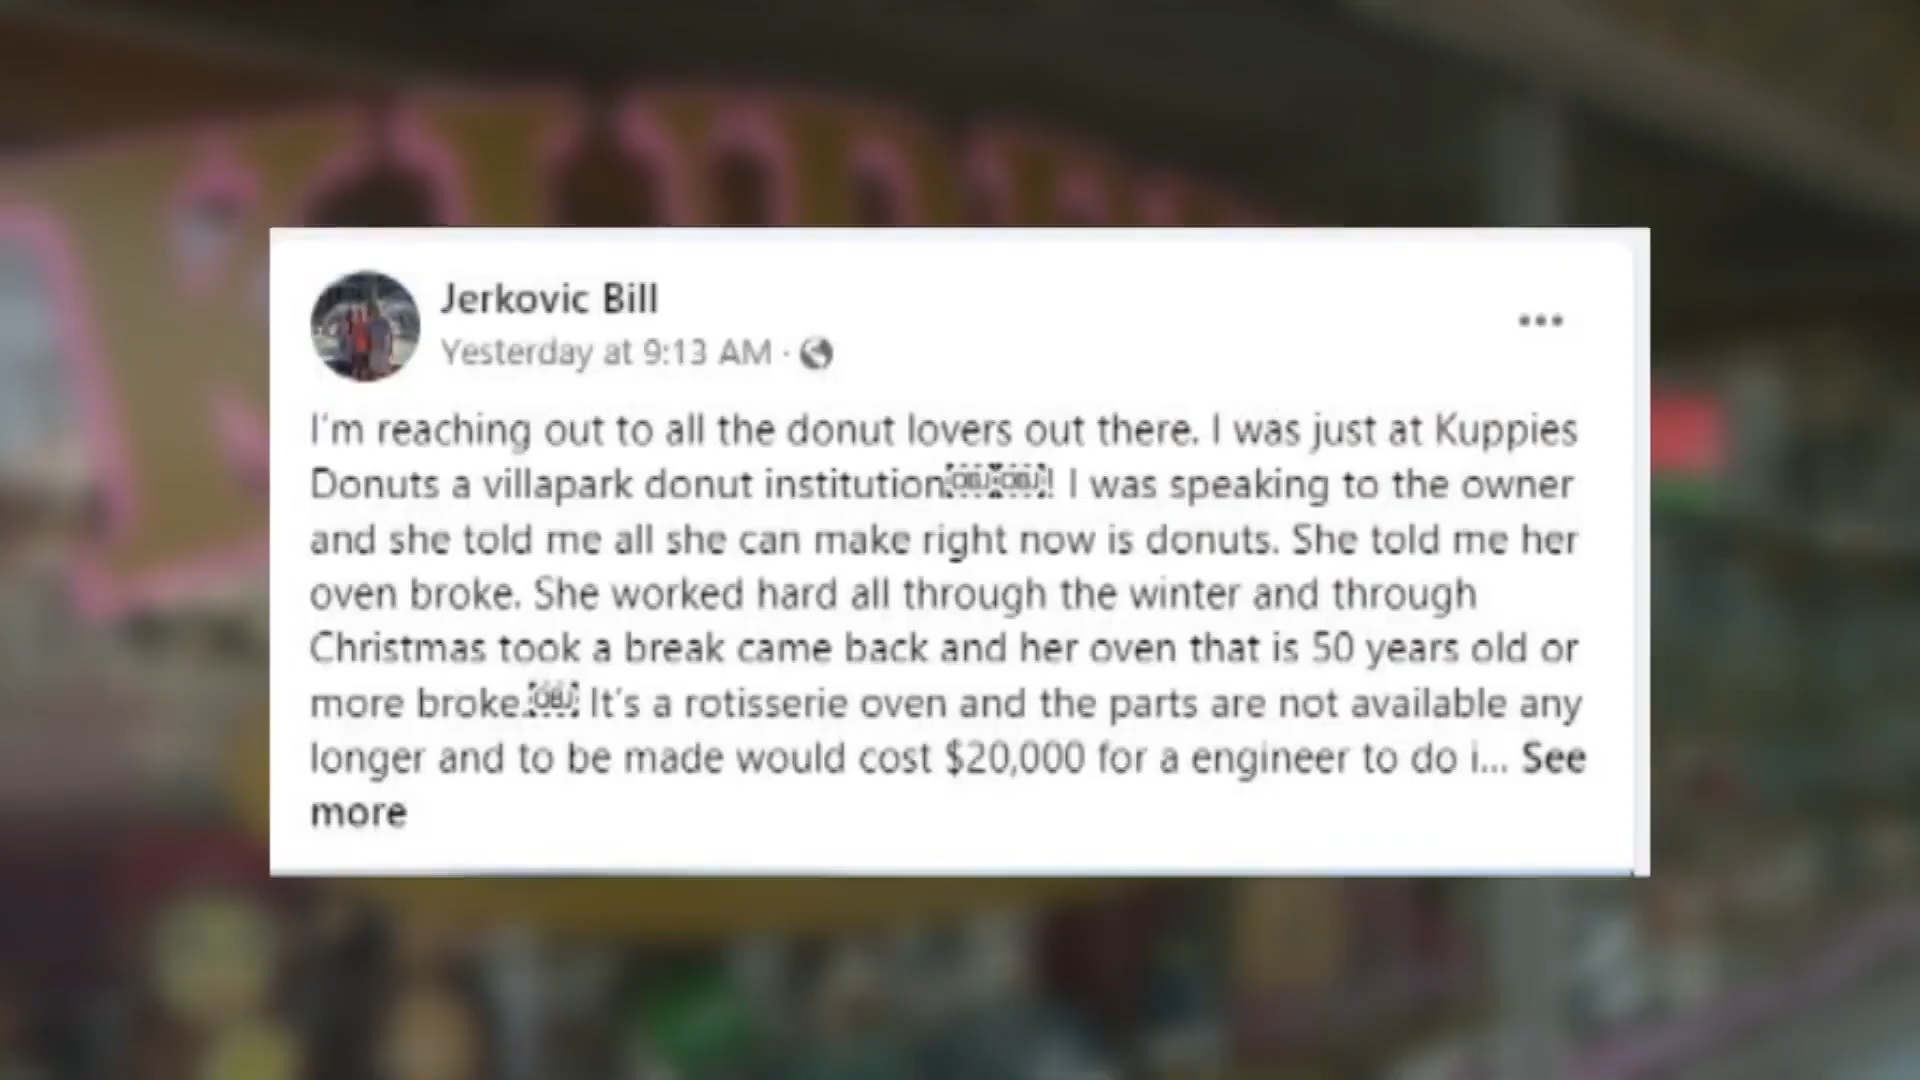 Jerkovic Bill
Yesterday at 9:13 AM ·
I'm reaching out to all the donut lovers out there. I was just at Kuppies
Donuts a villapark donut institution￼￼! I was speaking to the owner
and she told me all she can make right now is donuts. She told me her
oven broke. She worked hard all through the winter and through
Christmas took a break came back and her oven that is 50 years old or
more broke.￼ It's a rotisserie oven and the parts are not available any
longer and to be made would cost $20,000 for a engineer to do i... See
more